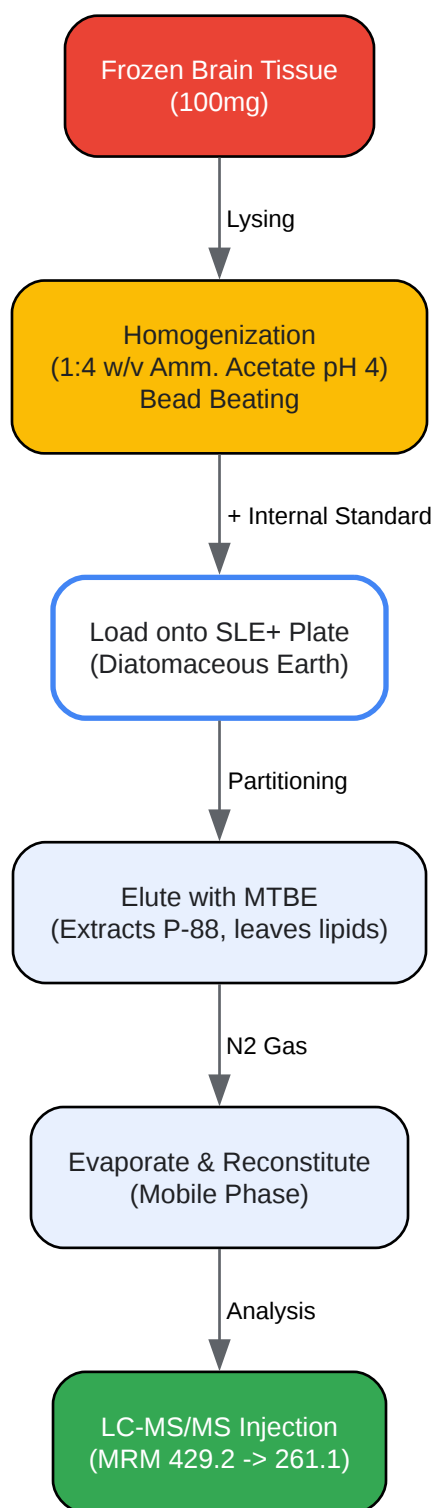 Frozen Brain Tissue
(100mg)
Lysing
Homogenization
(1:4 w/v Amm. Acetate pH 4)
Bead Beating
+ Internal Standard
Load onto SLE+ Plate
(Diatomaceous Earth)
Partitioning
Elute with MTBE
(Extracts P-88, leaves lipids)
N2 Gas
Evaporate & Reconstitute
(Mobile Phase)
Analysis
LC-MS/MS Injection
(MRM 429.2 -> 261.1)